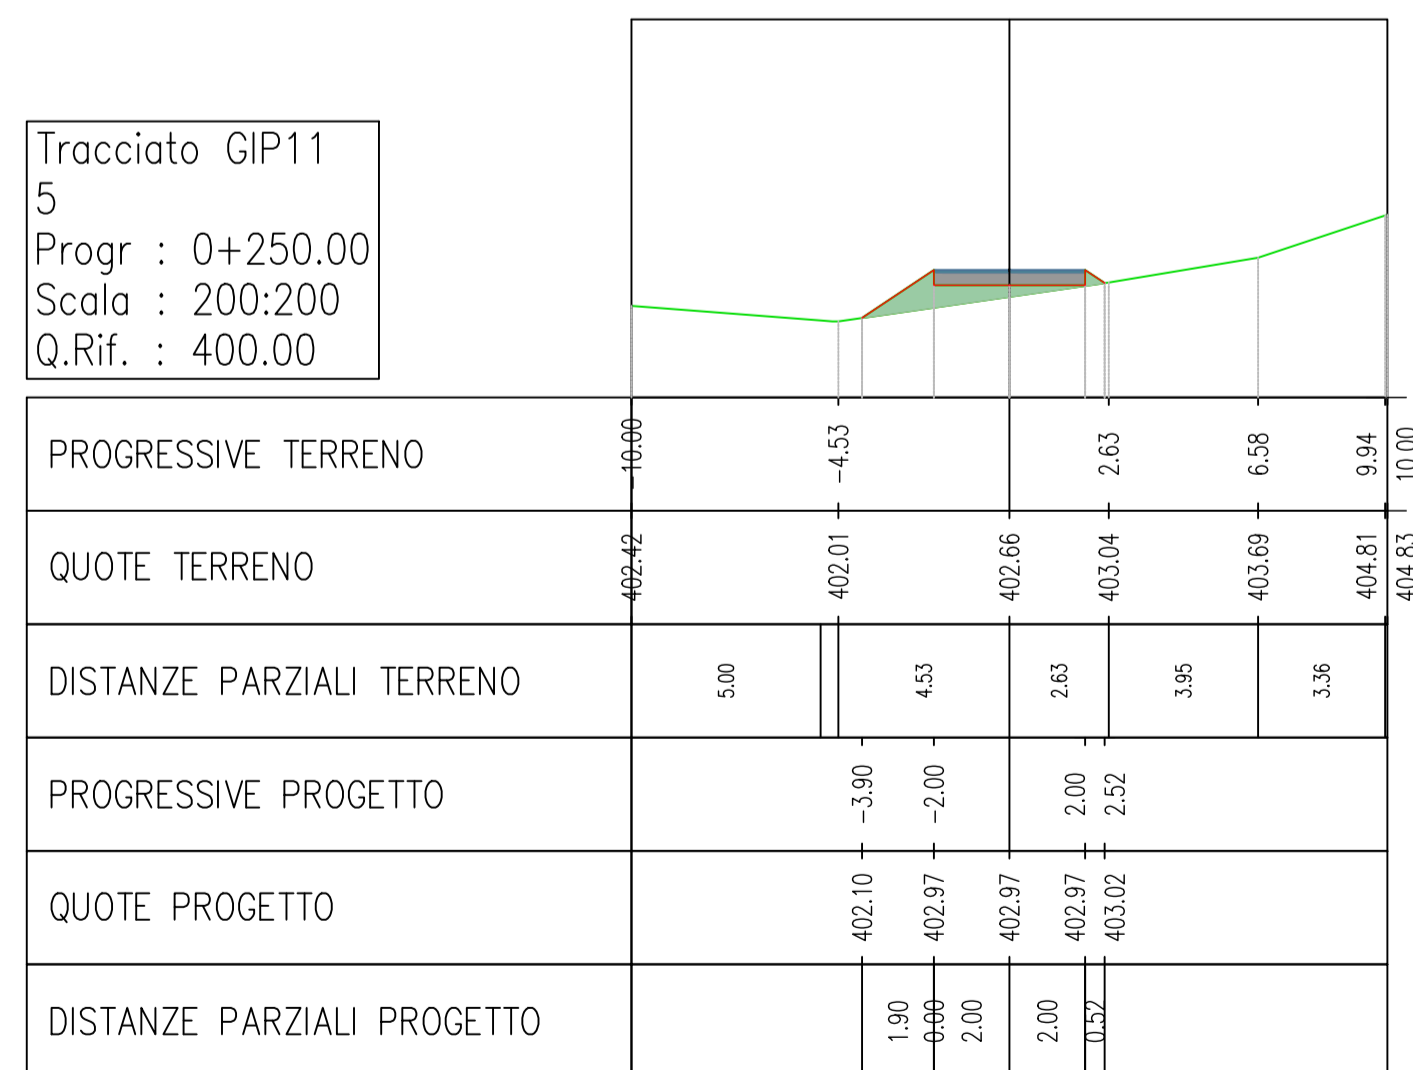 Tracciato GIP11
5
Progr : 0+250.00
Scala : 200:200
Q.Rif. : 400.00
PROGRESSIVE TERRENO -10.00 -4.53 2.63 6.58 9.94 10.00
QUOTE TERRENO 402.42 402.01 402.66 403.04 403.69 404.81 404.83
DISTANZE PARZIALI TERRENO 5.00 4.53 2.63 3.95 3.36
PROGRESSIVE PROGETTO -3.90 -2.00 2.00 2.52
QUOTE PROGETTO 402.10 402.97 402.97 402.97 403.02
DISTANZE PARZIALI PROGETTO 1.90 0.00 2.00 2.00 0.52